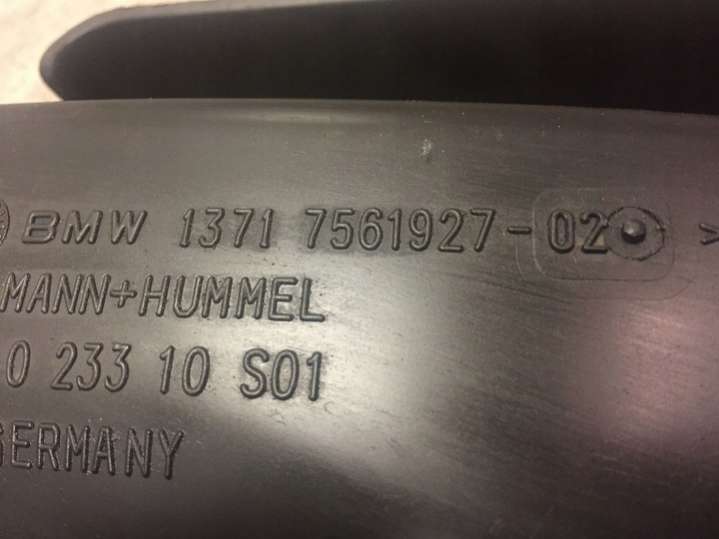 BMW 1371 7561927-02 >
MANN+HUMMEL
0 233 10 S01
GERMANY